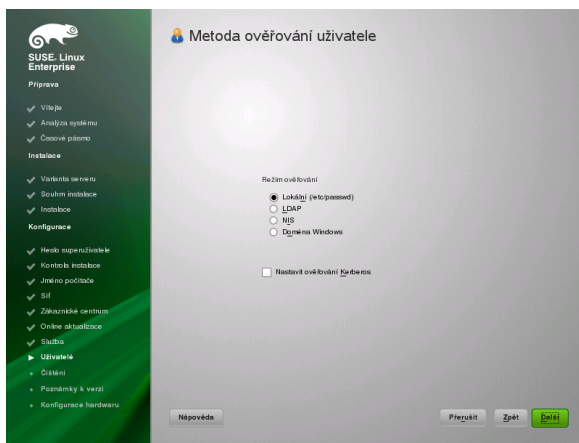 SUSE. Linux
Enterprise
Příprava
Vítejte
Analýza systému
Časové pásmo
Instalace
Varianta serveru
Souhrn instalace
Instalace
Konfigurace
Heslo superuživatele
Kontrola instalace
Jméno počítače
Síť
Zákaznické centrum
Online aktualizace
Služba
Uživatelé
Čištění
Poznámky k verzi
Konfigurace hardwaru
Metoda ověřování uživatele
Režim ověřování
Lokální (/etc/passwd)
LDAP
NIS
Doména Windows
Nastavit ověřování Kerberos
Nápověda
Přerušit
Zpět
Další